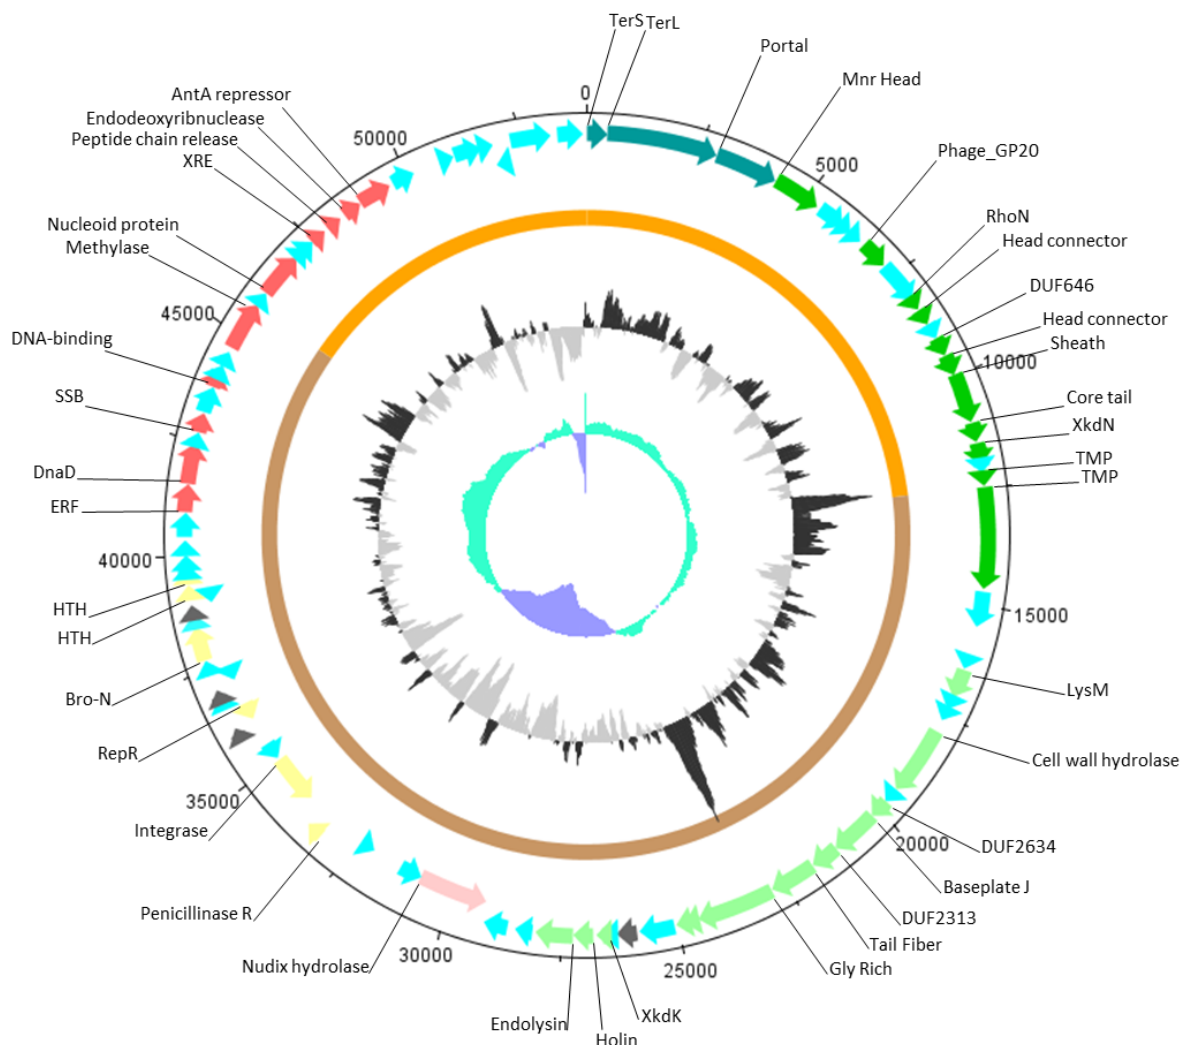 TerS
TerL
Portal
Mnr Head
0
AntA repressor
Endodeoxyribnuclease
Peptide chain release
XRE
50000
5000
Phage_GP20
RhoN
Head connector
Nucleoid protein
Methylase
DUF646
45000
Head connector
DNA-binding
Sheath
10000
SSB
Core tail
XkdN
DnaD
TMP
TMP
ERF
40000
HTH
15000
HTH
Bro-N
LysM
RepR
Cell wall hydrolase
35000
Integrase
20000
DUF2634
Baseplate J
Penicillinase R
DUF2313
Tail Fiber
30000
Nudix hydrolase
25000
Gly Rich
XkdK
Endolysin
Holin